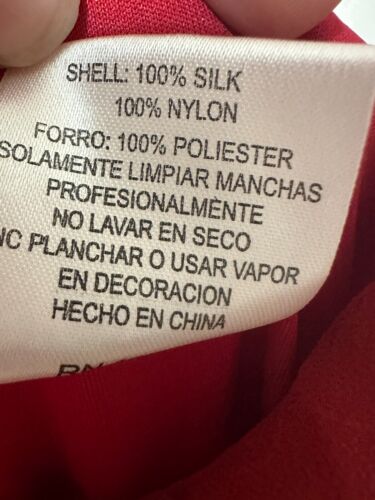 SHELL: 100% SILK
100% NYLON
FORRO: 100% POLIESTER
SOLAMENTE LIMPIAR MANCHAS
PROFESIONALMENTE
NO LAVAR EN SECO
NC PLANCHAR O USAR VAPOR
EN DECORACION
HECHO EN CHINA